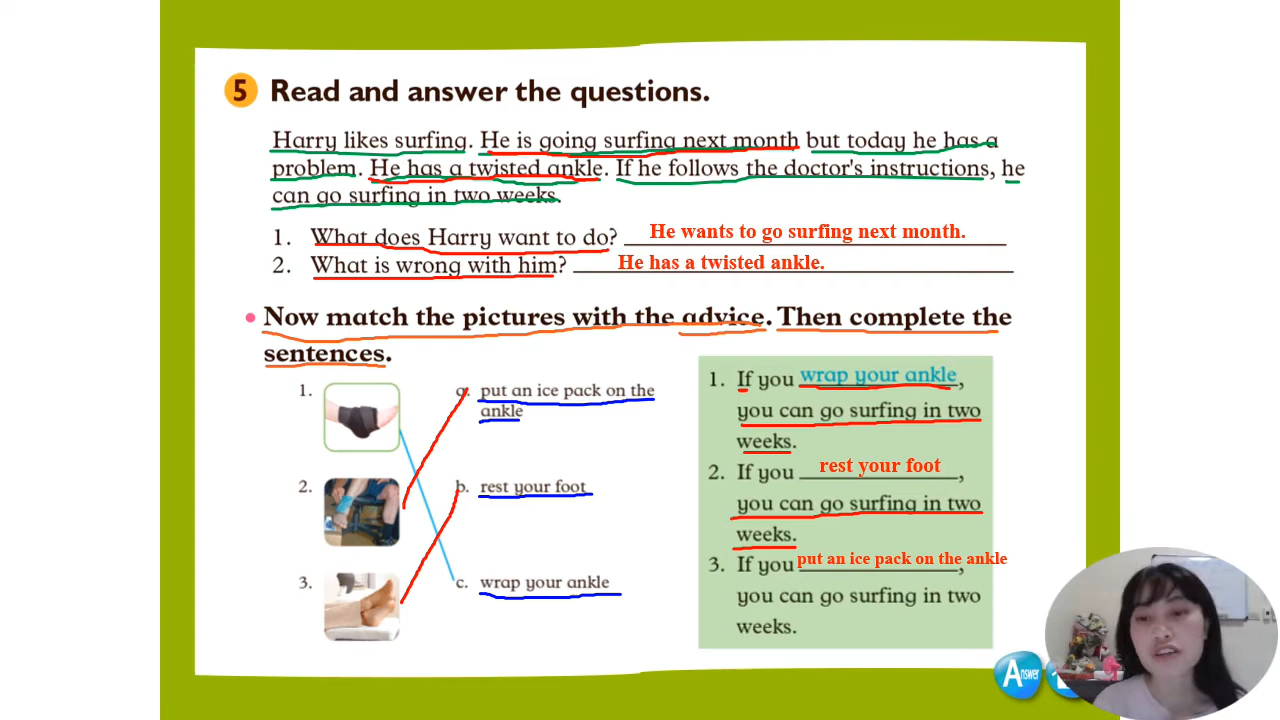 5 Read and answer the questions.
Harry likes surfing. He is going surfing next month but today he has a
problem. He has a twisted ankle. If he follows the doctor's instructions, he
can go surfing in two weeks.
1. What does Harry want to do? He wants to go surfing next month.
2. What is wrong with him? He has a twisted ankle.
• Now match the pictures with the advice. Then complete the
sentences.
1.
a. put an ice pack on the
ankle
2.
b. rest your foot
3.
c. wrap your ankle
1. If you wrap your ankle,
you can go surfing in two
weeks.
2. If you rest your foot,
you can go surfing in two
weeks.
3. If you put an ice pack on the ankle,
you can go surfing in two
weeks.
Answer